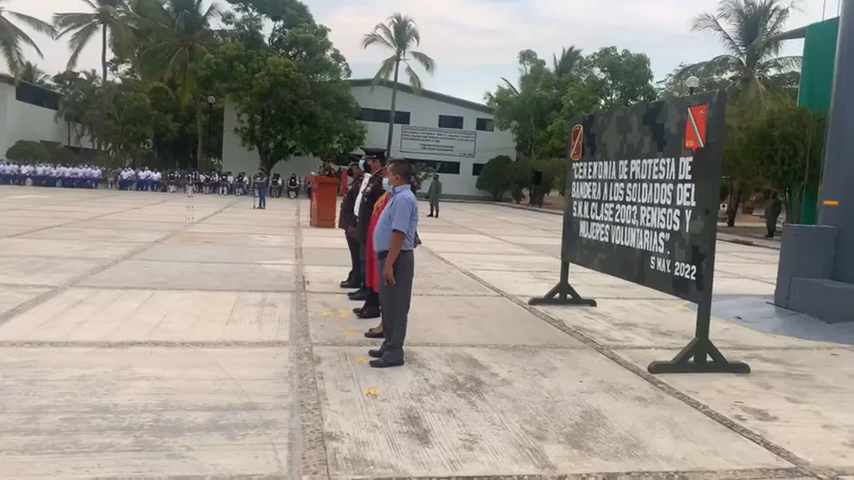 "CEREMONIA DE PROTESTA DE
BANDERA A LOS SOLDADOS DEL
S.M.N. CLASE 2003, REMISOS Y
MUJERES VOLUNTARIAS".
5 MAY. 2022